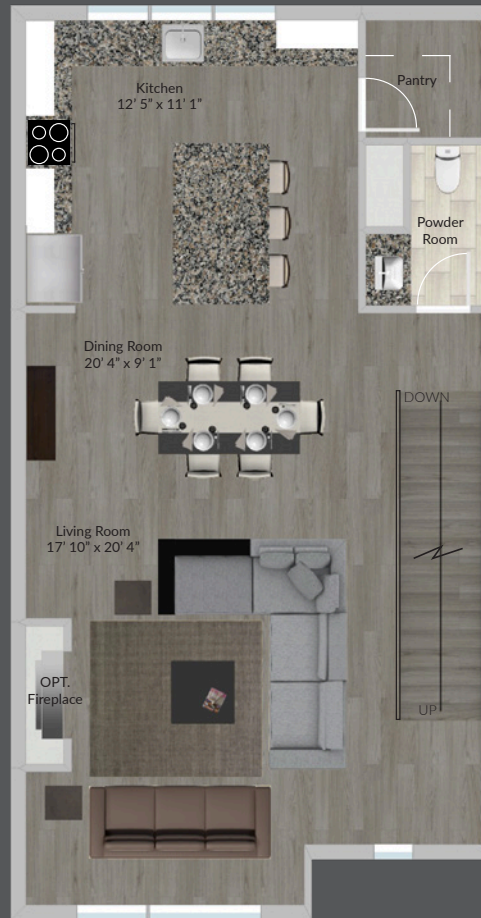 Kitchen
12’ 5” x 11’ 1”
Pantry
Powder
Room
Dining Room
20’ 4” x 9’ 1”
DOWN
Living Room
17’ 10” x 20’ 4”
OPT.
Fireplace
UP